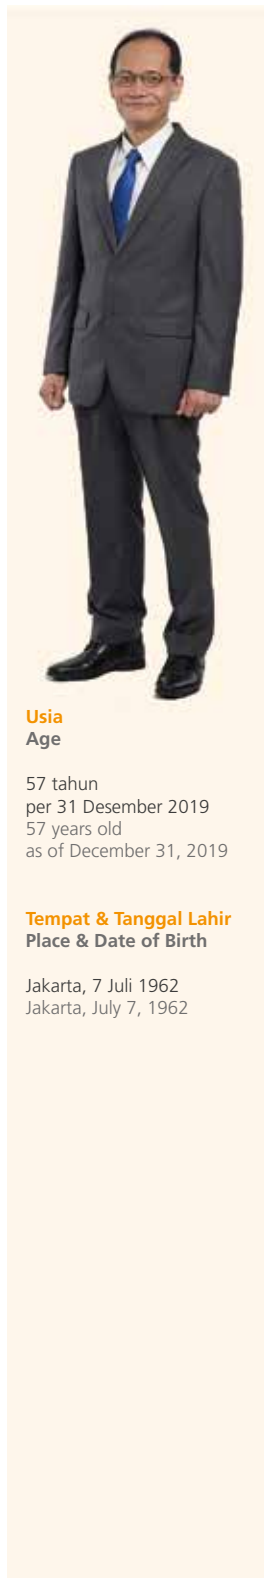 Usia
Age
57 tahun
per 31 Desember 2019
57 years old
as of December 31, 2019
Tempat & Tanggal Lahir
Place & Date of Birth
Jakarta, 7 Juli 1962
Jakarta, July 7, 1962